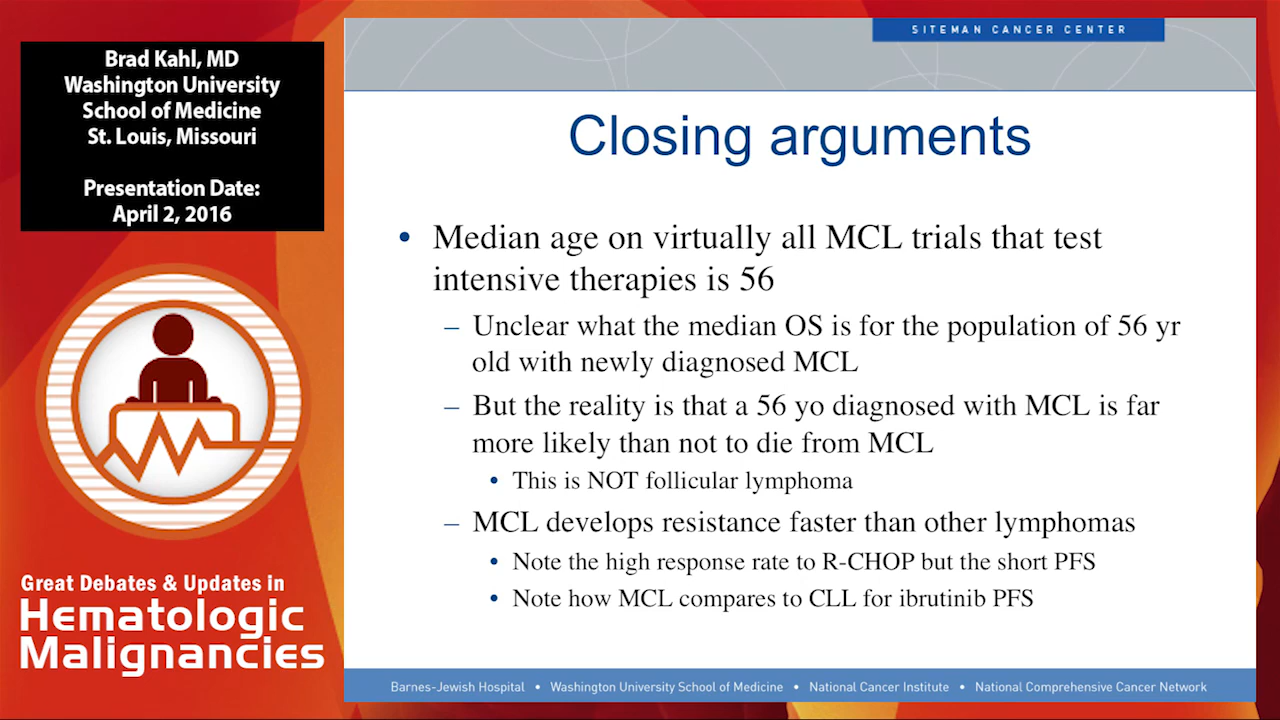 Brad Kahl, MD
Washington University
School of Medicine
St. Louis, Missouri
Presentation Date:
April 2, 2016
Great Debates & Updates in
Hematologic
Malignancies
SITEMAN CANCER CENTER
Closing arguments
• Median age on virtually all MCL trials that test
intensive therapies is 56
– Unclear what the median OS is for the population of 56 yr
old with newly diagnosed MCL
– But the reality is that a 56 yo diagnosed with MCL is far
more likely than not to die from MCL
• This is NOT follicular lymphoma
– MCL develops resistance faster than other lymphomas
• Note the high response rate to R-CHOP but the short PFS
• Note how MCL compares to CLL for ibrutinib PFS
Barnes-Jewish Hospital • Washington University School of Medicine • National Cancer Institute • National Comprehensive Cancer Network